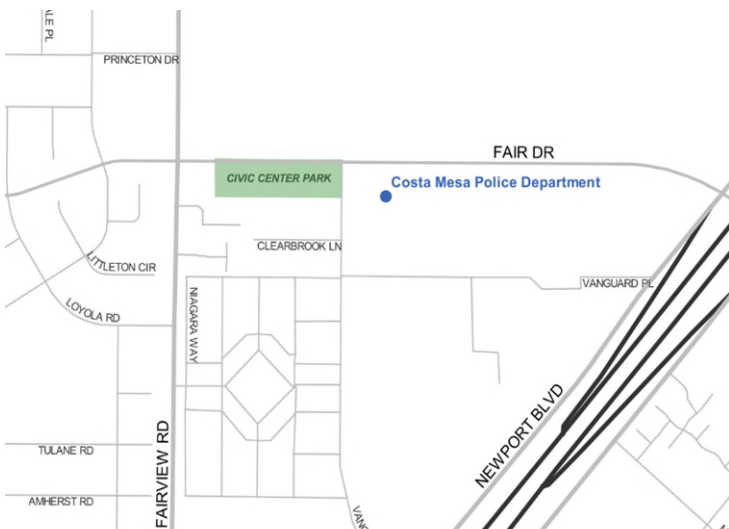 PRINCETON DR
FAIR DR
CIVIC CENTER PARK
Costa Mesa Police Department
CLEARBROOK LN
LITTLETON CIR
VANGUARD PL
LOYOLA RD
NIAGARA WAY
NEWPORT BLVD
FAIRVIEW RD
TULANE RD
AMHERST RD